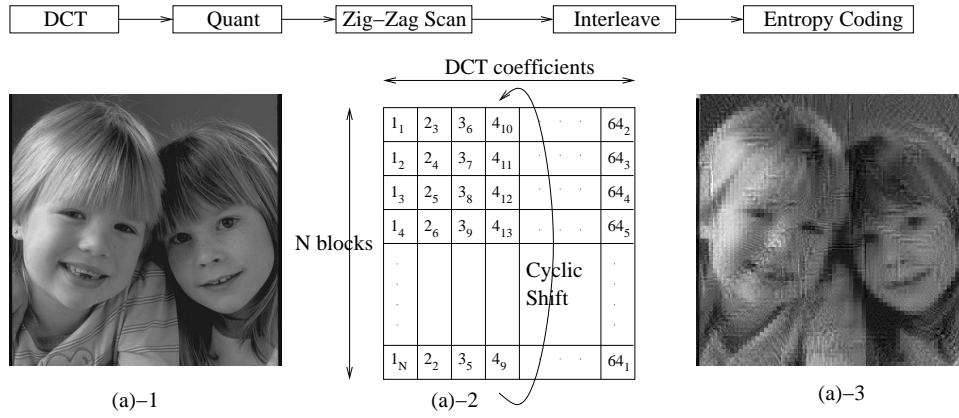 DCT Quant Zig-Zag Scan Interleave Entropy Coding
DCT coefficients
1₁ 2₃ 3₆ 4₁₀ · · · 64₂
1₂ 2₄ 3₇ 4₁₁ · · · 64₃
1₃ 2₅ 3₈ 4₁₂ · · · 64₄
1₄ 2₆ 3₉ 4₁₃ · · · 64₅
N blocks
Cyclic
Shift
1_N 2₂ 3₅ 4₉ · · · 64₁
(a)-1 (a)-2 (a)-3